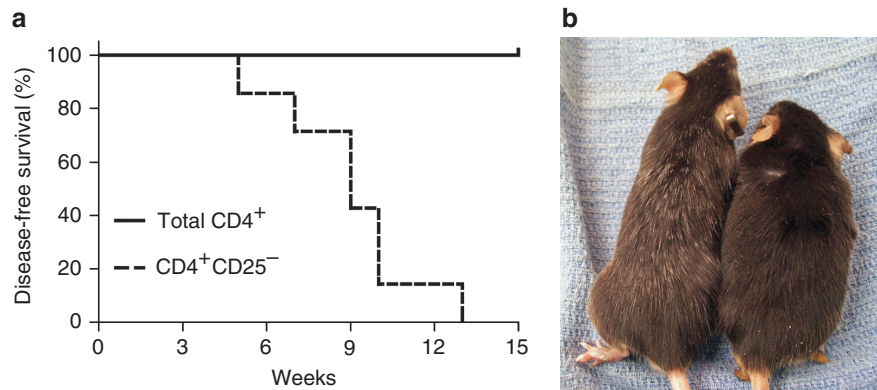 a
b
100
80
60
40
20
0
Disease-free survival (%)
Total CD4+
CD4+CD25−
0 3 6 9 12 15
Weeks